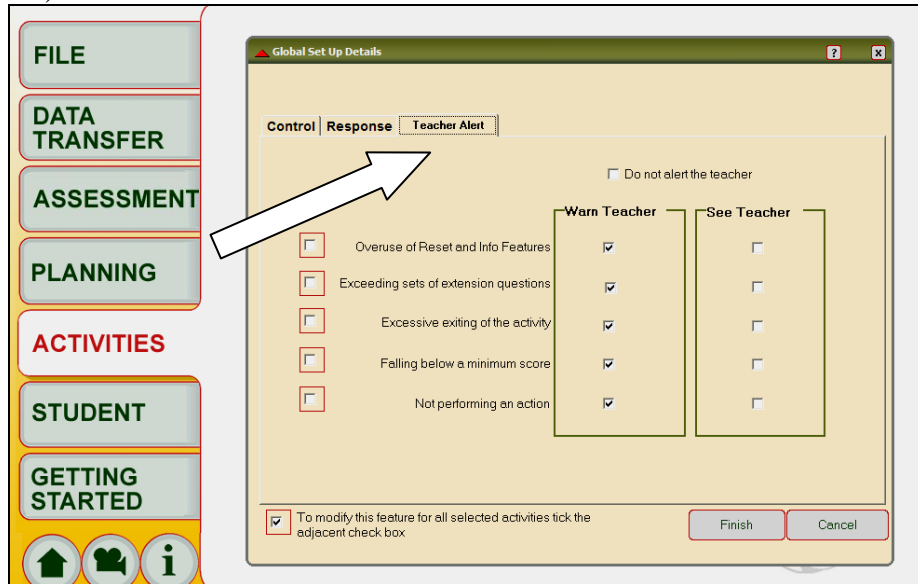 FILE
DATA
TRANSFER
ASSESSMENT
PLANNING
ACTIVITIES
STUDENT
GETTING
STARTED
i
Global Set Up Details
?
x
Control
Response
Teacher Alert
Do not alert the teacher
Warn Teacher
See Teacher
Overuse of Reset and Info Features
Exceeding sets of extension questions
Excessive exiting of the activity
Falling below a minimum score
Not performing an action
To modify this feature for all selected activities tick the
adjacent check box
Finish
Cancel